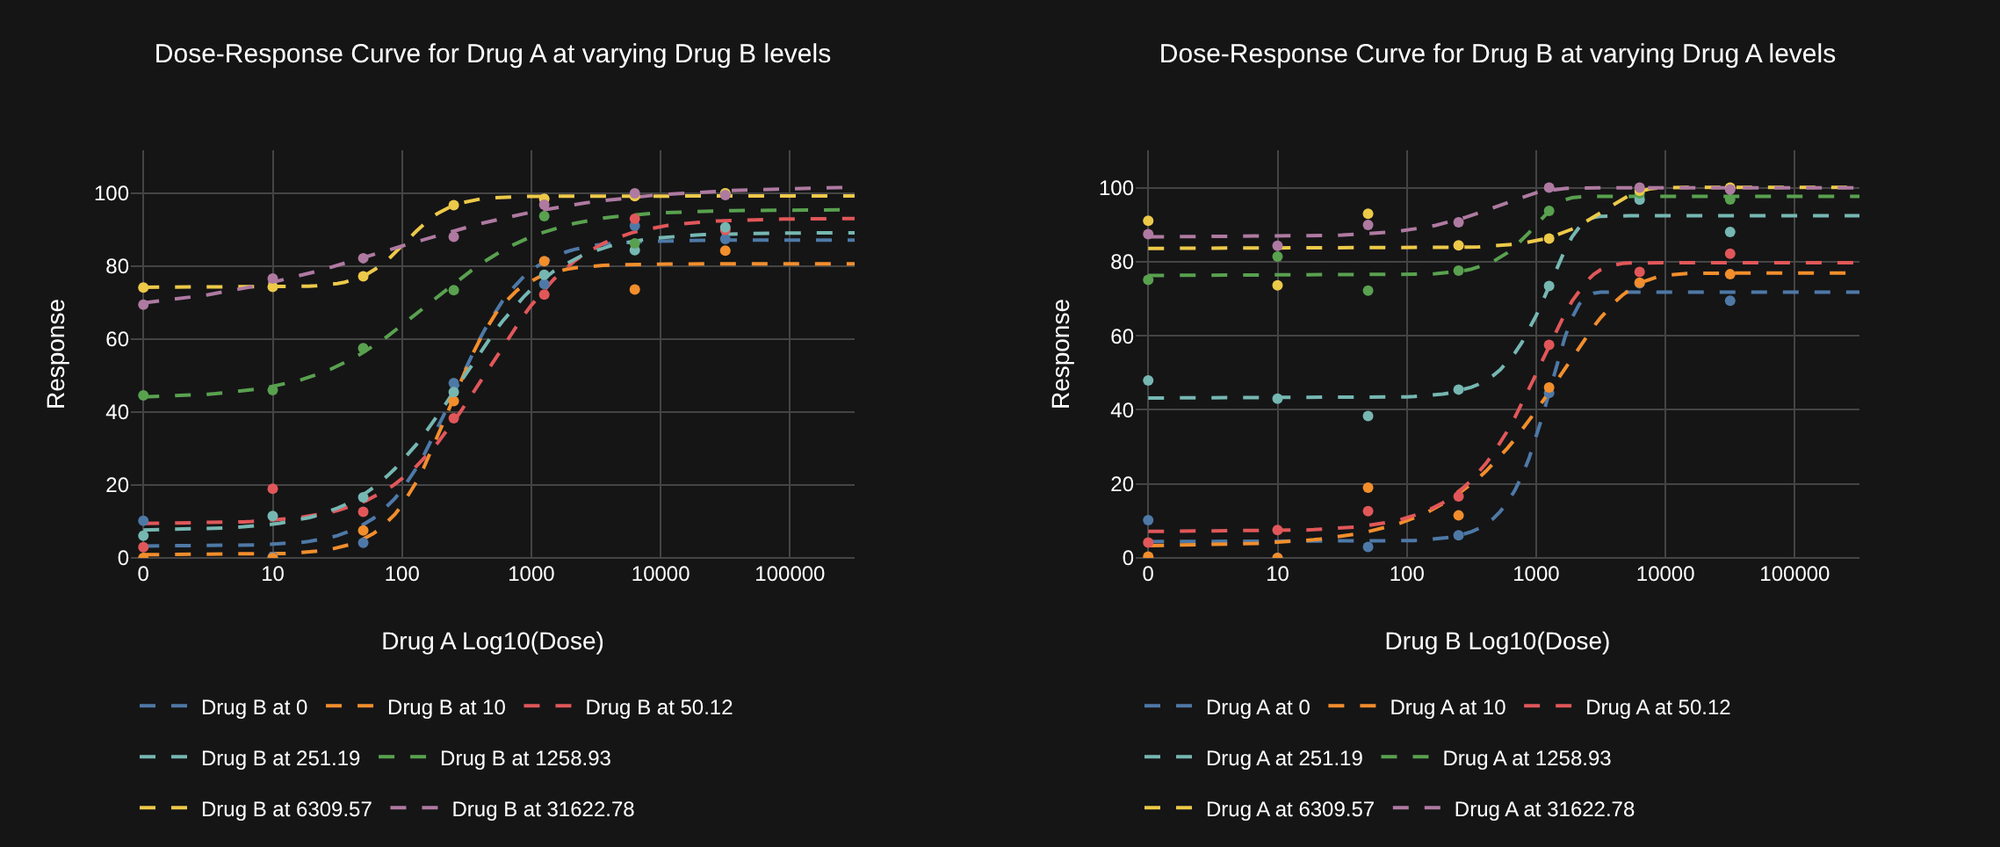 Dose-Response Curve for Drug A at varying Drug B levels
Response
100
80
60
40
20
0
0 10 100 1000 10000 100000
Drug A Log10(Dose)
Drug B at 0 Drug B at 10 Drug B at 50.12
Drug B at 251.19 Drug B at 1258.93
Drug B at 6309.57 Drug B at 31622.78
Dose-Response Curve for Drug B at varying Drug A levels
Response
100
80
60
40
20
0
0 10 100 1000 10000 100000
Drug B Log10(Dose)
Drug A at 0 Drug A at 10 Drug A at 50.12
Drug A at 251.19 Drug A at 1258.93
Drug A at 6309.57 Drug A at 31622.78